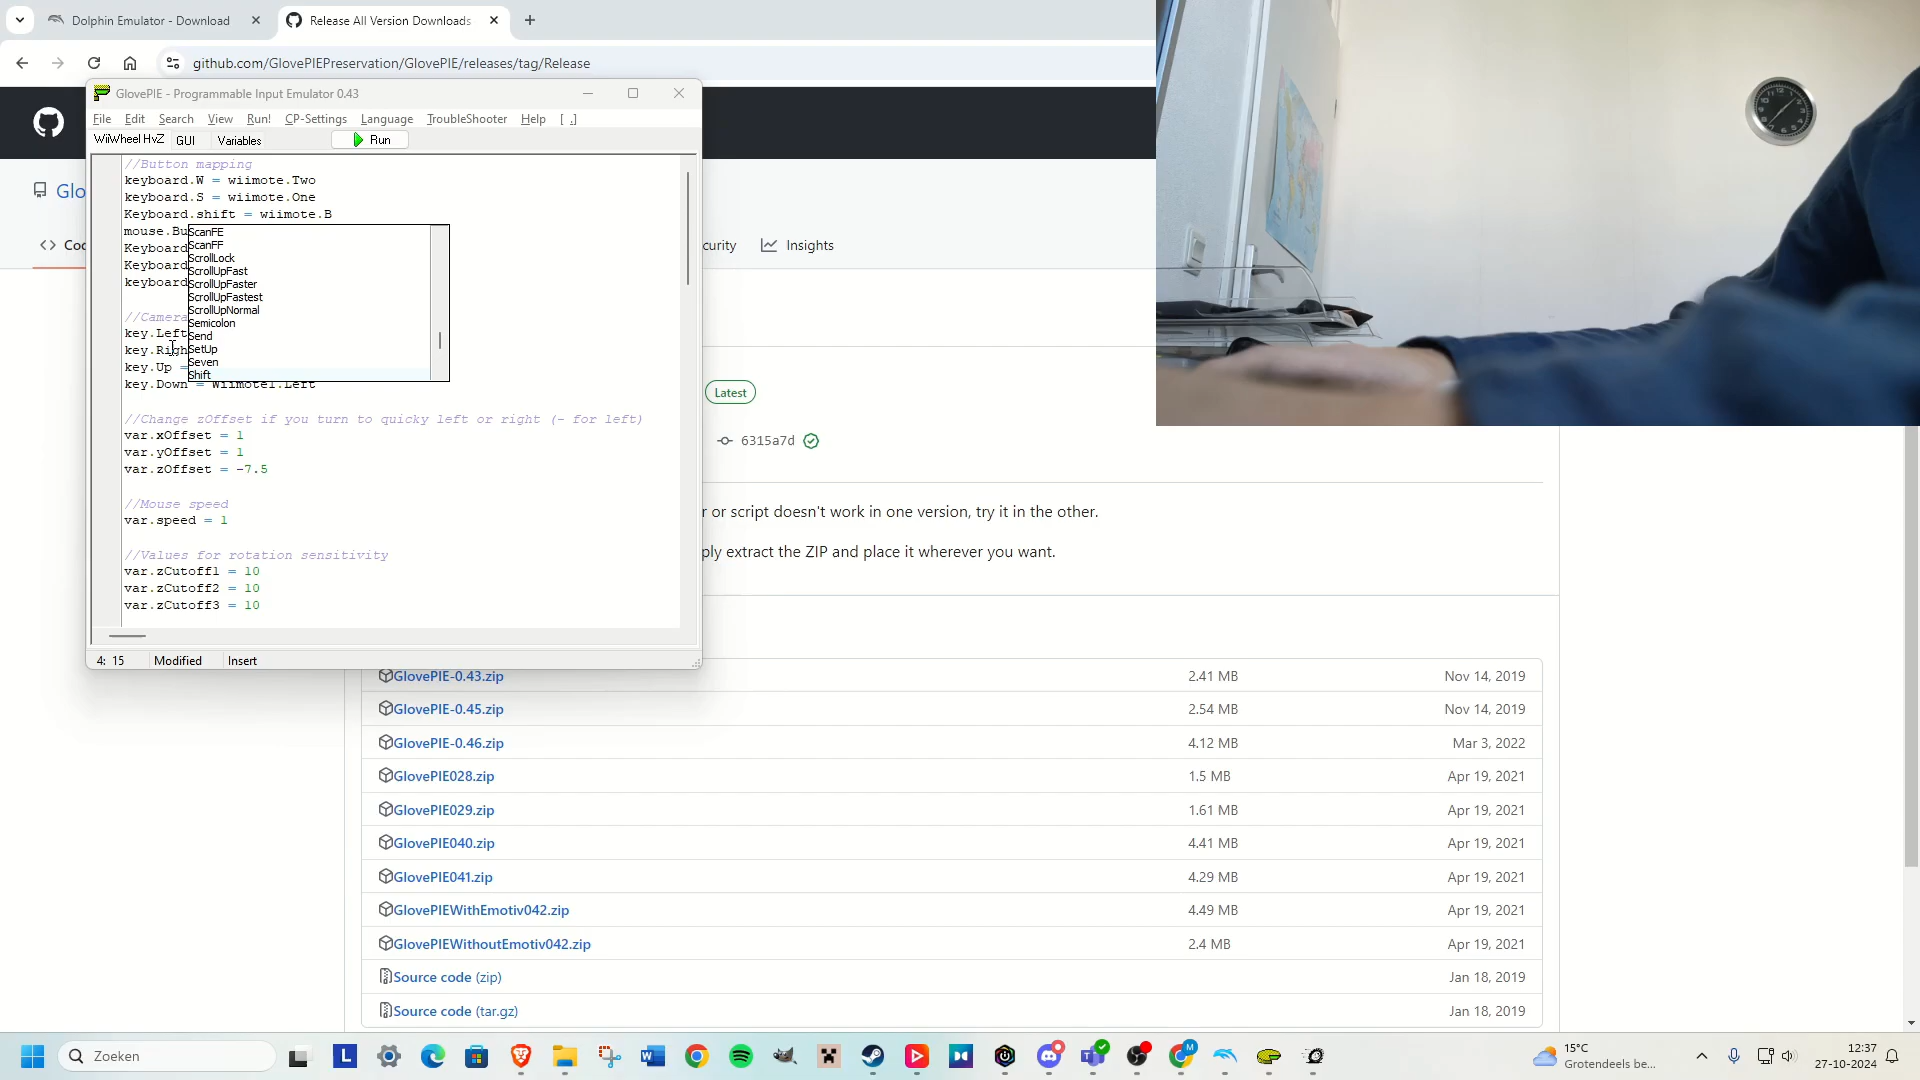 Dolphin Emulator - Download
Release All Version Downloads
github.com/GlovePIEPreservation/GlovePIE/releases/tag/Release
GlovePIE - Programmable Input Emulator 0.43
File Edit Search View Run! CP-Settings Language TroubleShooter Help [ .]
WiiWheel HvZ GUI Variables Run
//Button mapping
keyboard.W = wiimote.Two
keyboard.S = wiimote.One
Keyboard.shift = wiimote.B
mouse.Bu
Keyboard
Keyboard
keyboard
ScanFE
ScanFF
ScrollLock
ScrollUpFast
ScrollUpFaster
ScrollUpFastest
ScrollUpNormal
Semicolon
Send
SetUp
Seven
Shift
//Camera
key.Left
key.Righ
key.Up =
key.Down = Wiimote1.Left
//Change zOffset if you turn to quicky left or right (- for left)
var.xOffset = 1
var.yOffset = 1
var.zOffset = -7.5
//Mouse speed
var.speed = 1
//Values for rotation sensitivity
var.zCutoff1 = 10
var.zCutoff2 = 10
var.zCutoff3 = 10
4: 15 Modified Insert
Glo
<> Coc
curity
Insights
Latest
6315a7d
r or script doesn't work in one version, try it in the other.
ply extract the ZIP and place it wherever you want.
GlovePIE-0.43.zip 2.41 MB Nov 14, 2019
GlovePIE-0.45.zip 2.54 MB Nov 14, 2019
GlovePIE-0.46.zip 4.12 MB Mar 3, 2022
GlovePIE028.zip 1.5 MB Apr 19, 2021
GlovePIE029.zip 1.61 MB Apr 19, 2021
GlovePIE040.zip 4.41 MB Apr 19, 2021
GlovePIE041.zip 4.29 MB Apr 19, 2021
GlovePIEWithEmotiv042.zip 4.49 MB Apr 19, 2021
GlovePIEWithoutEmotiv042.zip 2.4 MB Apr 19, 2021
Source code (zip) Jan 18, 2019
Source code (tar.gz) Jan 18, 2019
Zoeken
15°C
Grotendeels be...
12:37
27-10-2024